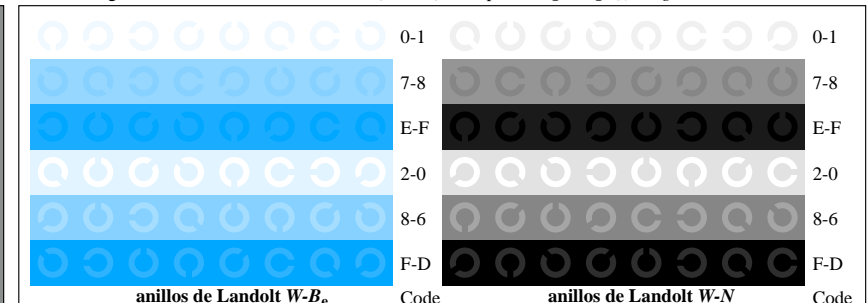 0-1 0-1
7-8 7-8
E-F E-F
2-0 2-0
8-6 8-6
F-D F-D
anillos de Landolt W-Be Code anillos de Landolt W-N Code